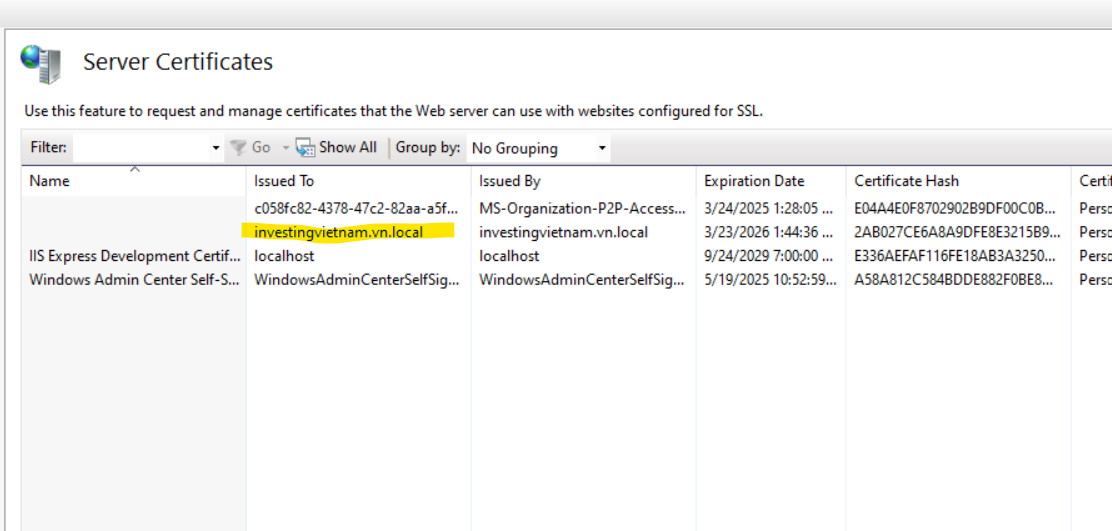 Server Certificates
Use this feature to request and manage certificates that the Web server can use with websites configured for SSL.
Filter: Go Show All Group by: No Grouping
Name Issued To Issued By Expiration Date Certificate Hash Certif
c058fc82-4378-47c2-82aa-a5f... MS-Organization-P2P-Access... 3/24/2025 1:28:05 ... E04A4E0F8702902B9DF00C0B... Perso
investingvietnam.vn.local investingvietnam.vn.local 3/23/2026 1:44:36 ... 2AB027CE6A8A9DFE8E3215B9... Perso
IIS Express Development Certif... localhost localhost 9/24/2029 7:00:00 ... E336AEFAF116FE18AB3A3250... Perso
Windows Admin Center Self-S... WindowsAdminCenterSelfSig... WindowsAdminCenterSelfSig... 5/19/2025 10:52:59... A58A812C584BDDE882F0BE8... Perso